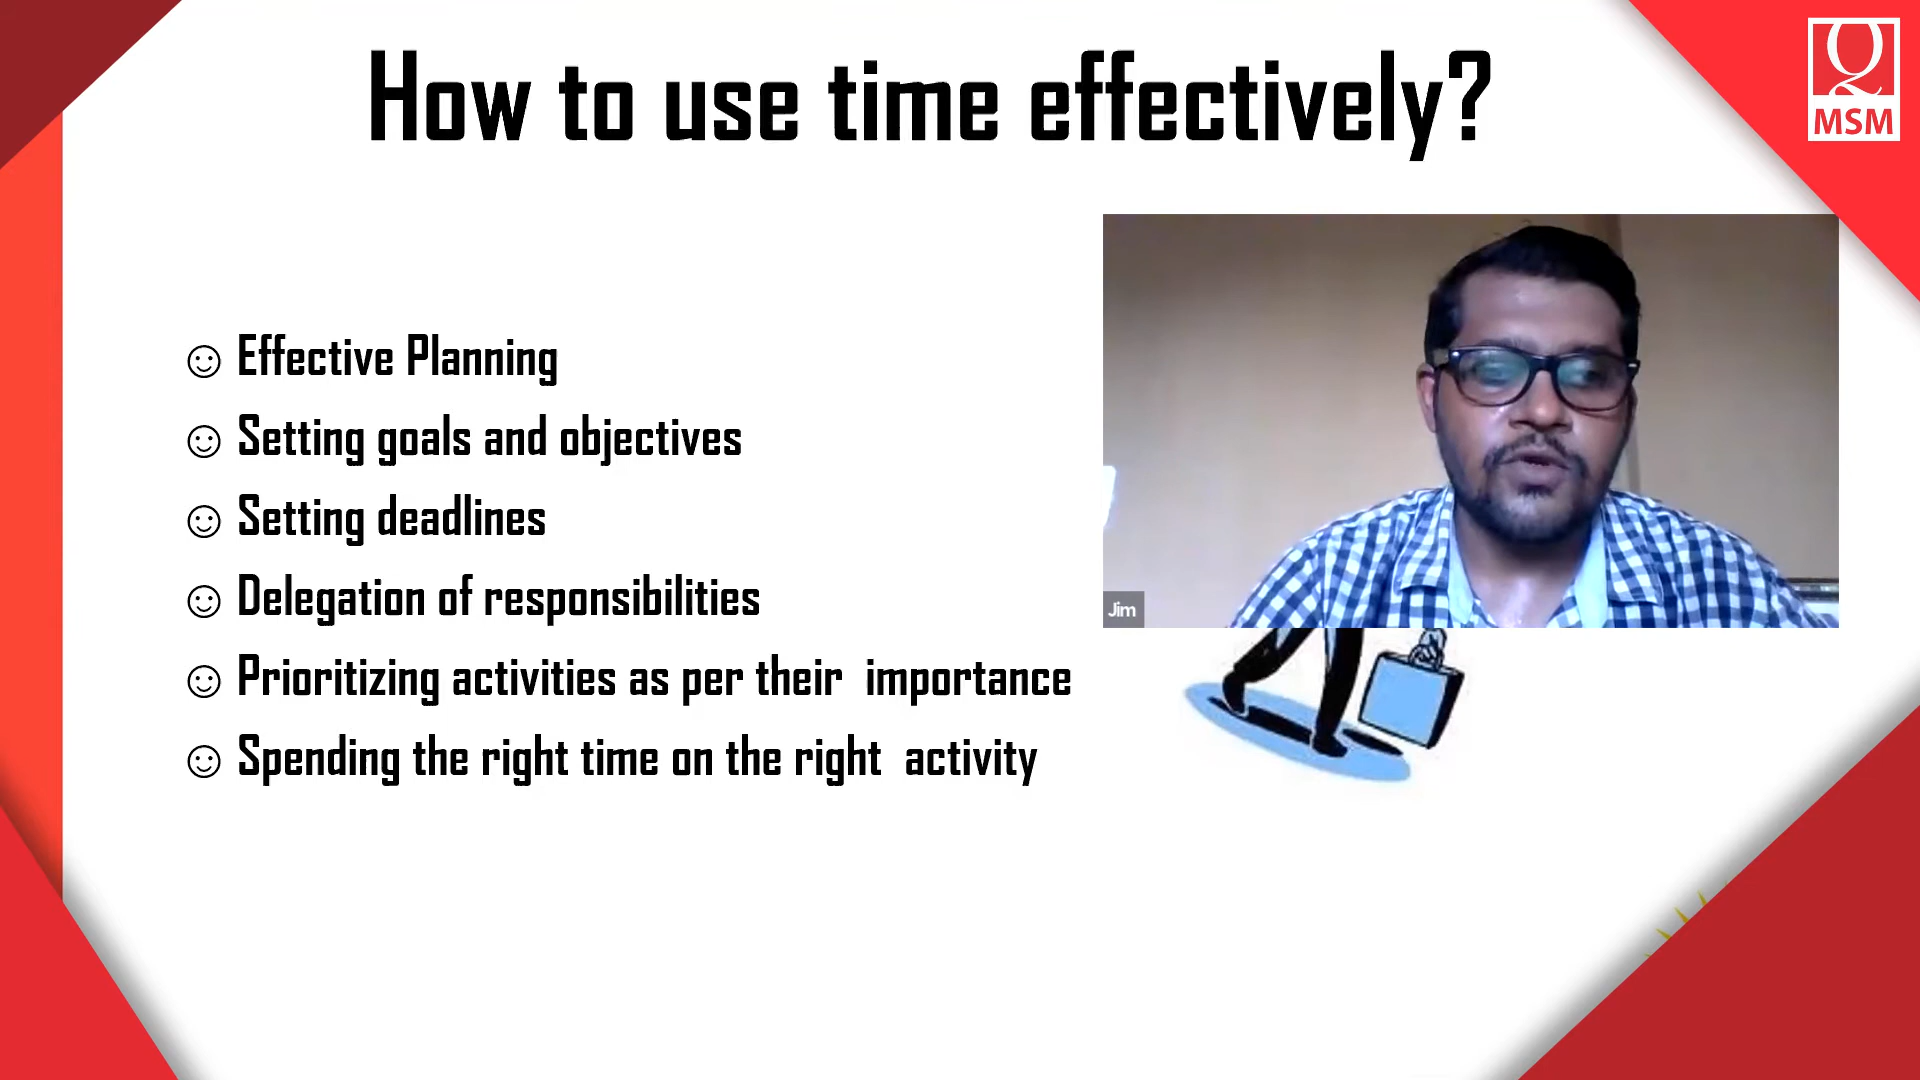 How to use time effectively?
Q
MSM
☺ Effective Planning
☺ Setting goals and objectives
☺ Setting deadlines
☺ Delegation of responsibilities
☺ Prioritizing activities as per their importance
☺ Spending the right time on the right activity
Jim